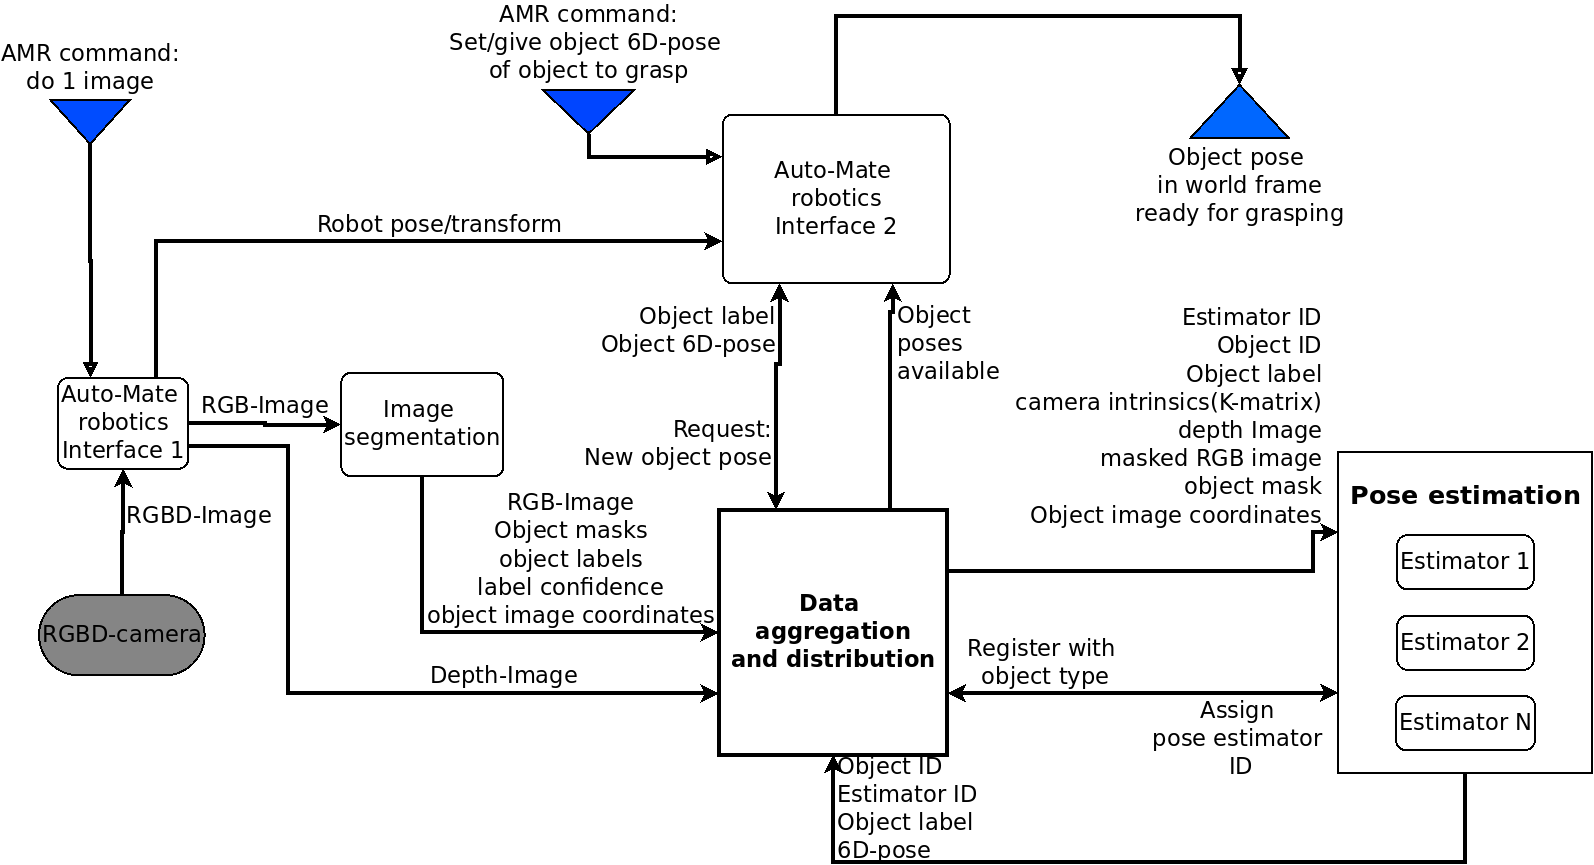 AMR command:
do 1 image
AMR command:
Set/give object 6D-pose
of object to grasp
Auto-Mate
robotics
Interface 2
Object pose
in world frame
ready for grasping
Robot pose/transform
Object label
Object 6D-pose
Object
poses
available
Request:
New object pose
Auto-Mate
robotics
Interface 1
RGB-Image
Image
segmentation
RGBD-Image
RGBD-camera
RGB-Image
Object masks
object labels
label confidence
object image coordinates
Depth-Image
Data
aggregation
and distribution
Estimator ID
Object ID
Object label
camera intrinsics(K-matrix)
depth Image
masked RGB image
object mask
Object image coordinates
Pose estimation
Estimator 1
Estimator 2
Estimator N
Register with
object type
Assign
pose estimator
ID
Object ID
Estimator ID
Object label
6D-pose